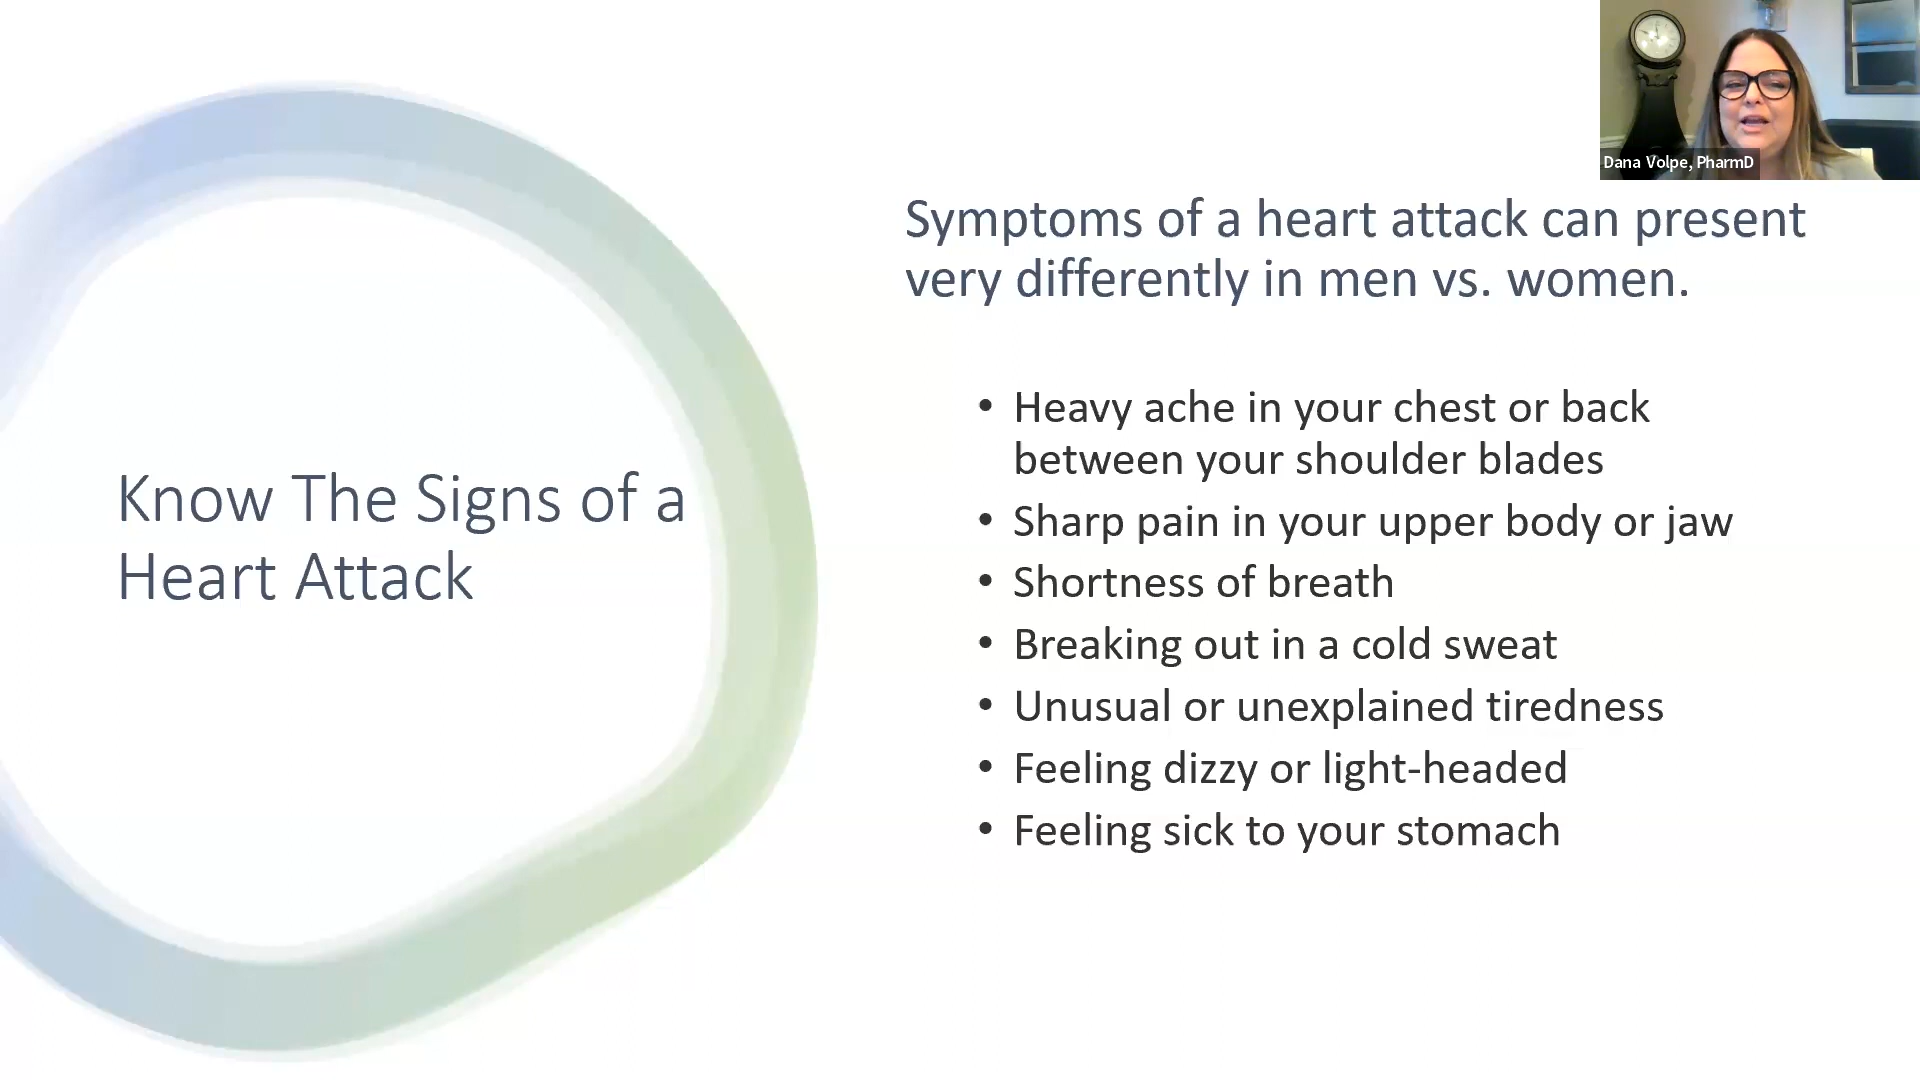 Dana Volpe, PharmD
Symptoms of a heart attack can present
very differently in men vs. women.
Know The Signs of a
Heart Attack
• Heavy ache in your chest or back
between your shoulder blades
• Sharp pain in your upper body or jaw
• Shortness of breath
• Breaking out in a cold sweat
• Unusual or unexplained tiredness
• Feeling dizzy or light-headed
• Feeling sick to your stomach